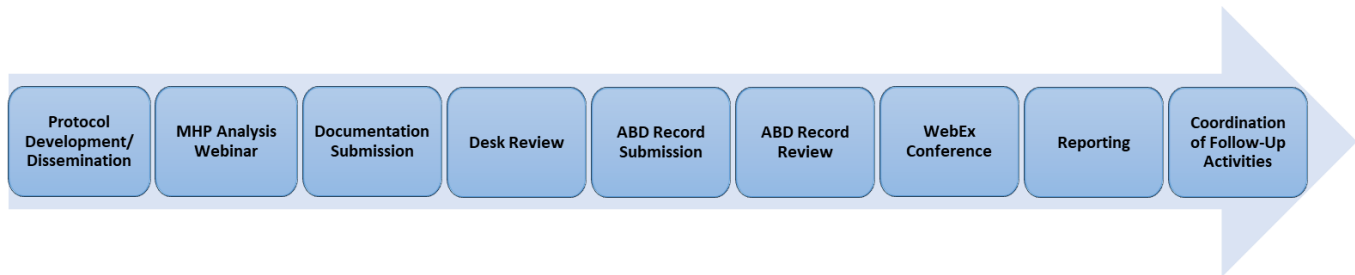 Protocol
Development/
Dissemination
MHP Analysis
Webinar
Documentation
Submission
Desk Review
ABD Record
Submission
ABD Record
Review
WebEx
Conference
Reporting
Coordination
of Follow-Up
Activities